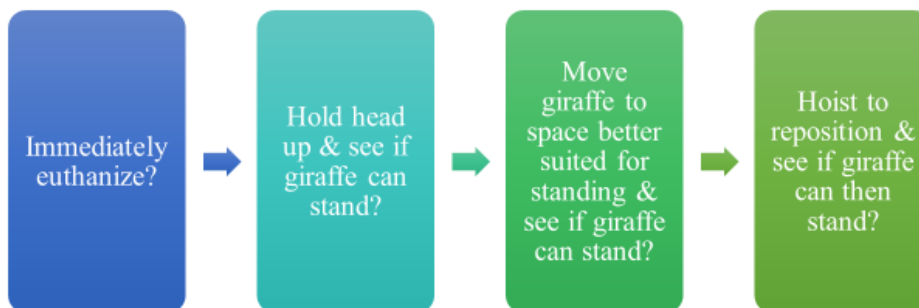 Immediately
euthanize?
Hold head
up & see if
giraffe can
stand?
Move
giraffe to
space better
suited for
standing &
see if giraffe
can stand?
Hoist to
reposition &
see if giraffe
can then
stand?